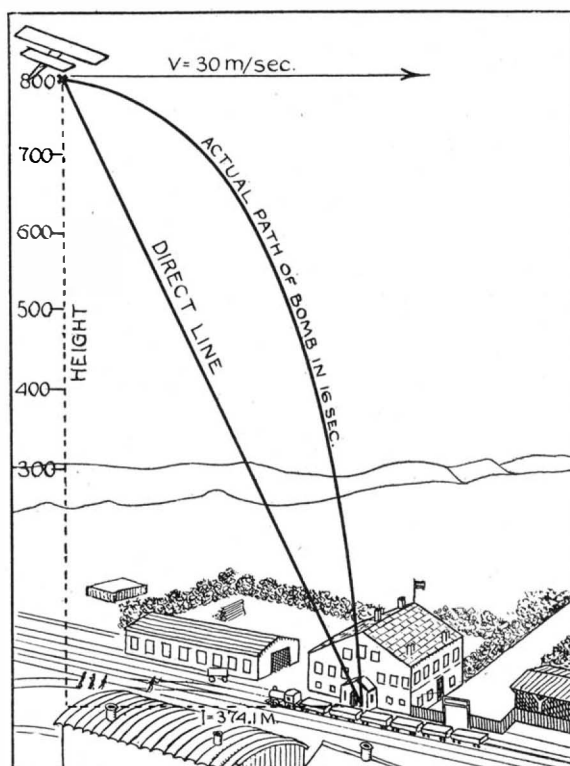 V = 30 m/sec.
800
700
600
500
400
300
HEIGHT
DIRECT LINE
ACTUAL PATH OF BOMB IN 16 SEC.
l = 374.1 M.